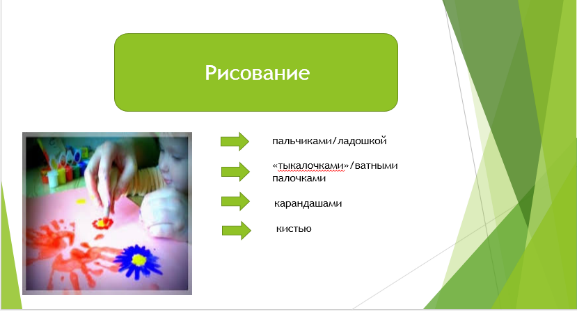 Рисование
пальчиками/ладошкой
«тыкалочками»/ватными
палочками
карандашами
кистью